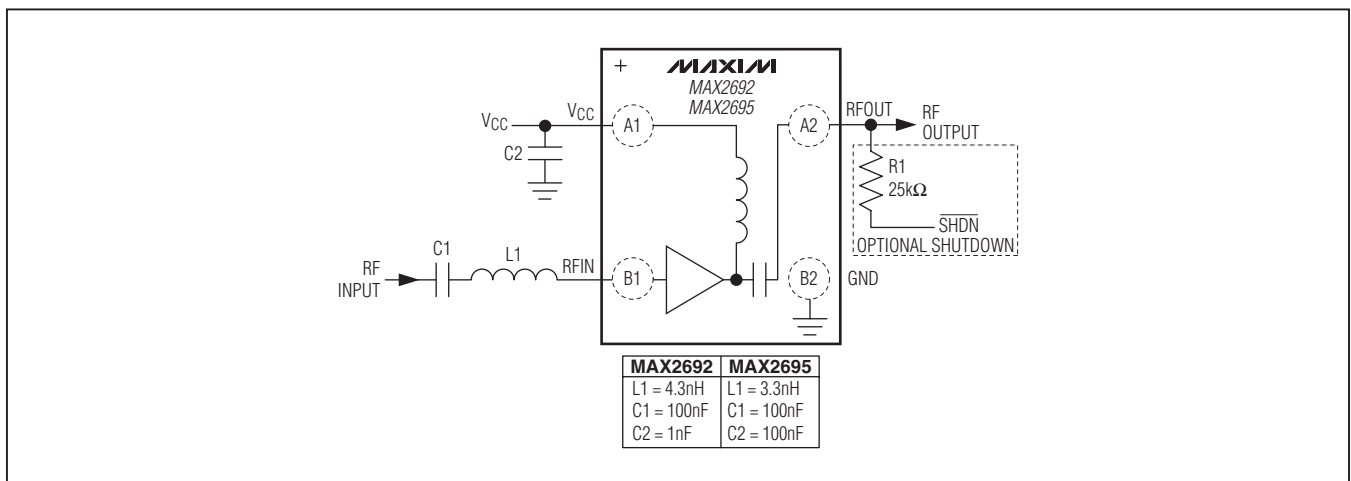 +
MAXIM
MAX2692
MAX2695
VCC
VCC
A1
C2
A2
RFOUT
RF
OUTPUT
R1
25kΩ
SHDN
OPTIONAL SHUTDOWN
RF
INPUT
C1
L1
RFIN
B1
B2
GND
MAX2692 MAX2695
L1 = 4.3nH L1 = 3.3nH
C1 = 100nF C1 = 100nF
C2 = 1nF C2 = 100nF